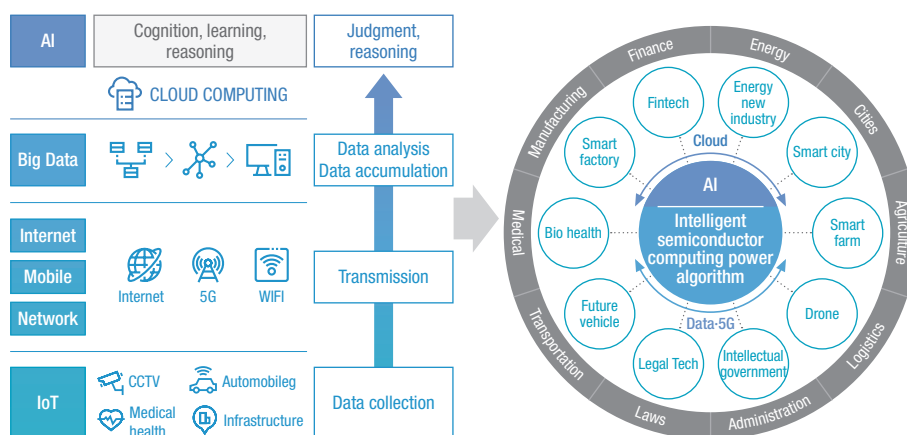 AI
Cognition, learning,
reasoning
Judgment,
reasoning
CLOUD COMPUTING
Big Data
Data analysis
Data accumulation
Internet
Mobile
Network
Internet
5G
WIFI
Transmission
IoT
CCTV
Automobileg
Medical
health
Infrastructure
Data collection
Finance
Energy
Cities
Agriculture
Logistics
Administration
Laws
Transportation
Medical
Manufacturing
Fintech
Energy
new
industry
Smart city
Smart
farm
Drone
Intellectual
government
Legal Tech
Future
vehicle
Bio health
Smart
factory
Cloud
AI
Intelligent
semiconductor
computing power
algorithm
Data·5G